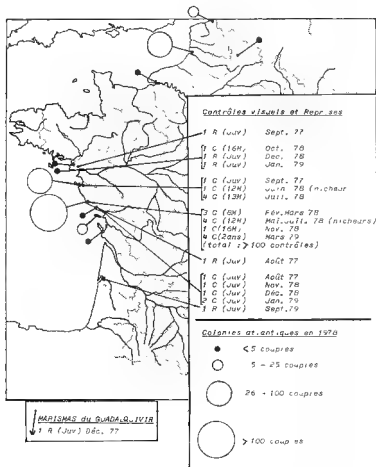 Contrôles visuels et Reprises
1 R (Juv) Sept. 77
1 C (16M) Oct. 78
1 R (Juv) Déc. 78
1 R (Juv) Jan. 79
1 C (Juv) Sept. 77
1 C (12M) Juin 78 (nicheur
4 C (13M) Juil. 78
3 C (8M) Fév.Mars 78
4 C (12M) Mai.Juil. 78 (nicheurs)
1 C (16M) Nov. 78
4 C (2ans) Mars 79
(total : > 100 contrôles)
1 R (Juv) Août 77
1 C (Juv) Août 77
1 C (Juv) Nov. 78
1 C (Juv) Déc. 78
2 C (Juv) Jan. 79
1 R (Juv) Sept. 79
Colonies atlantiques en 1978
<5 couples
5 - 25 couples
26 - 100 couples
> 100 couples
MARISMAS du GUADALQUIVIR
1 R (Juv) Déc. 77